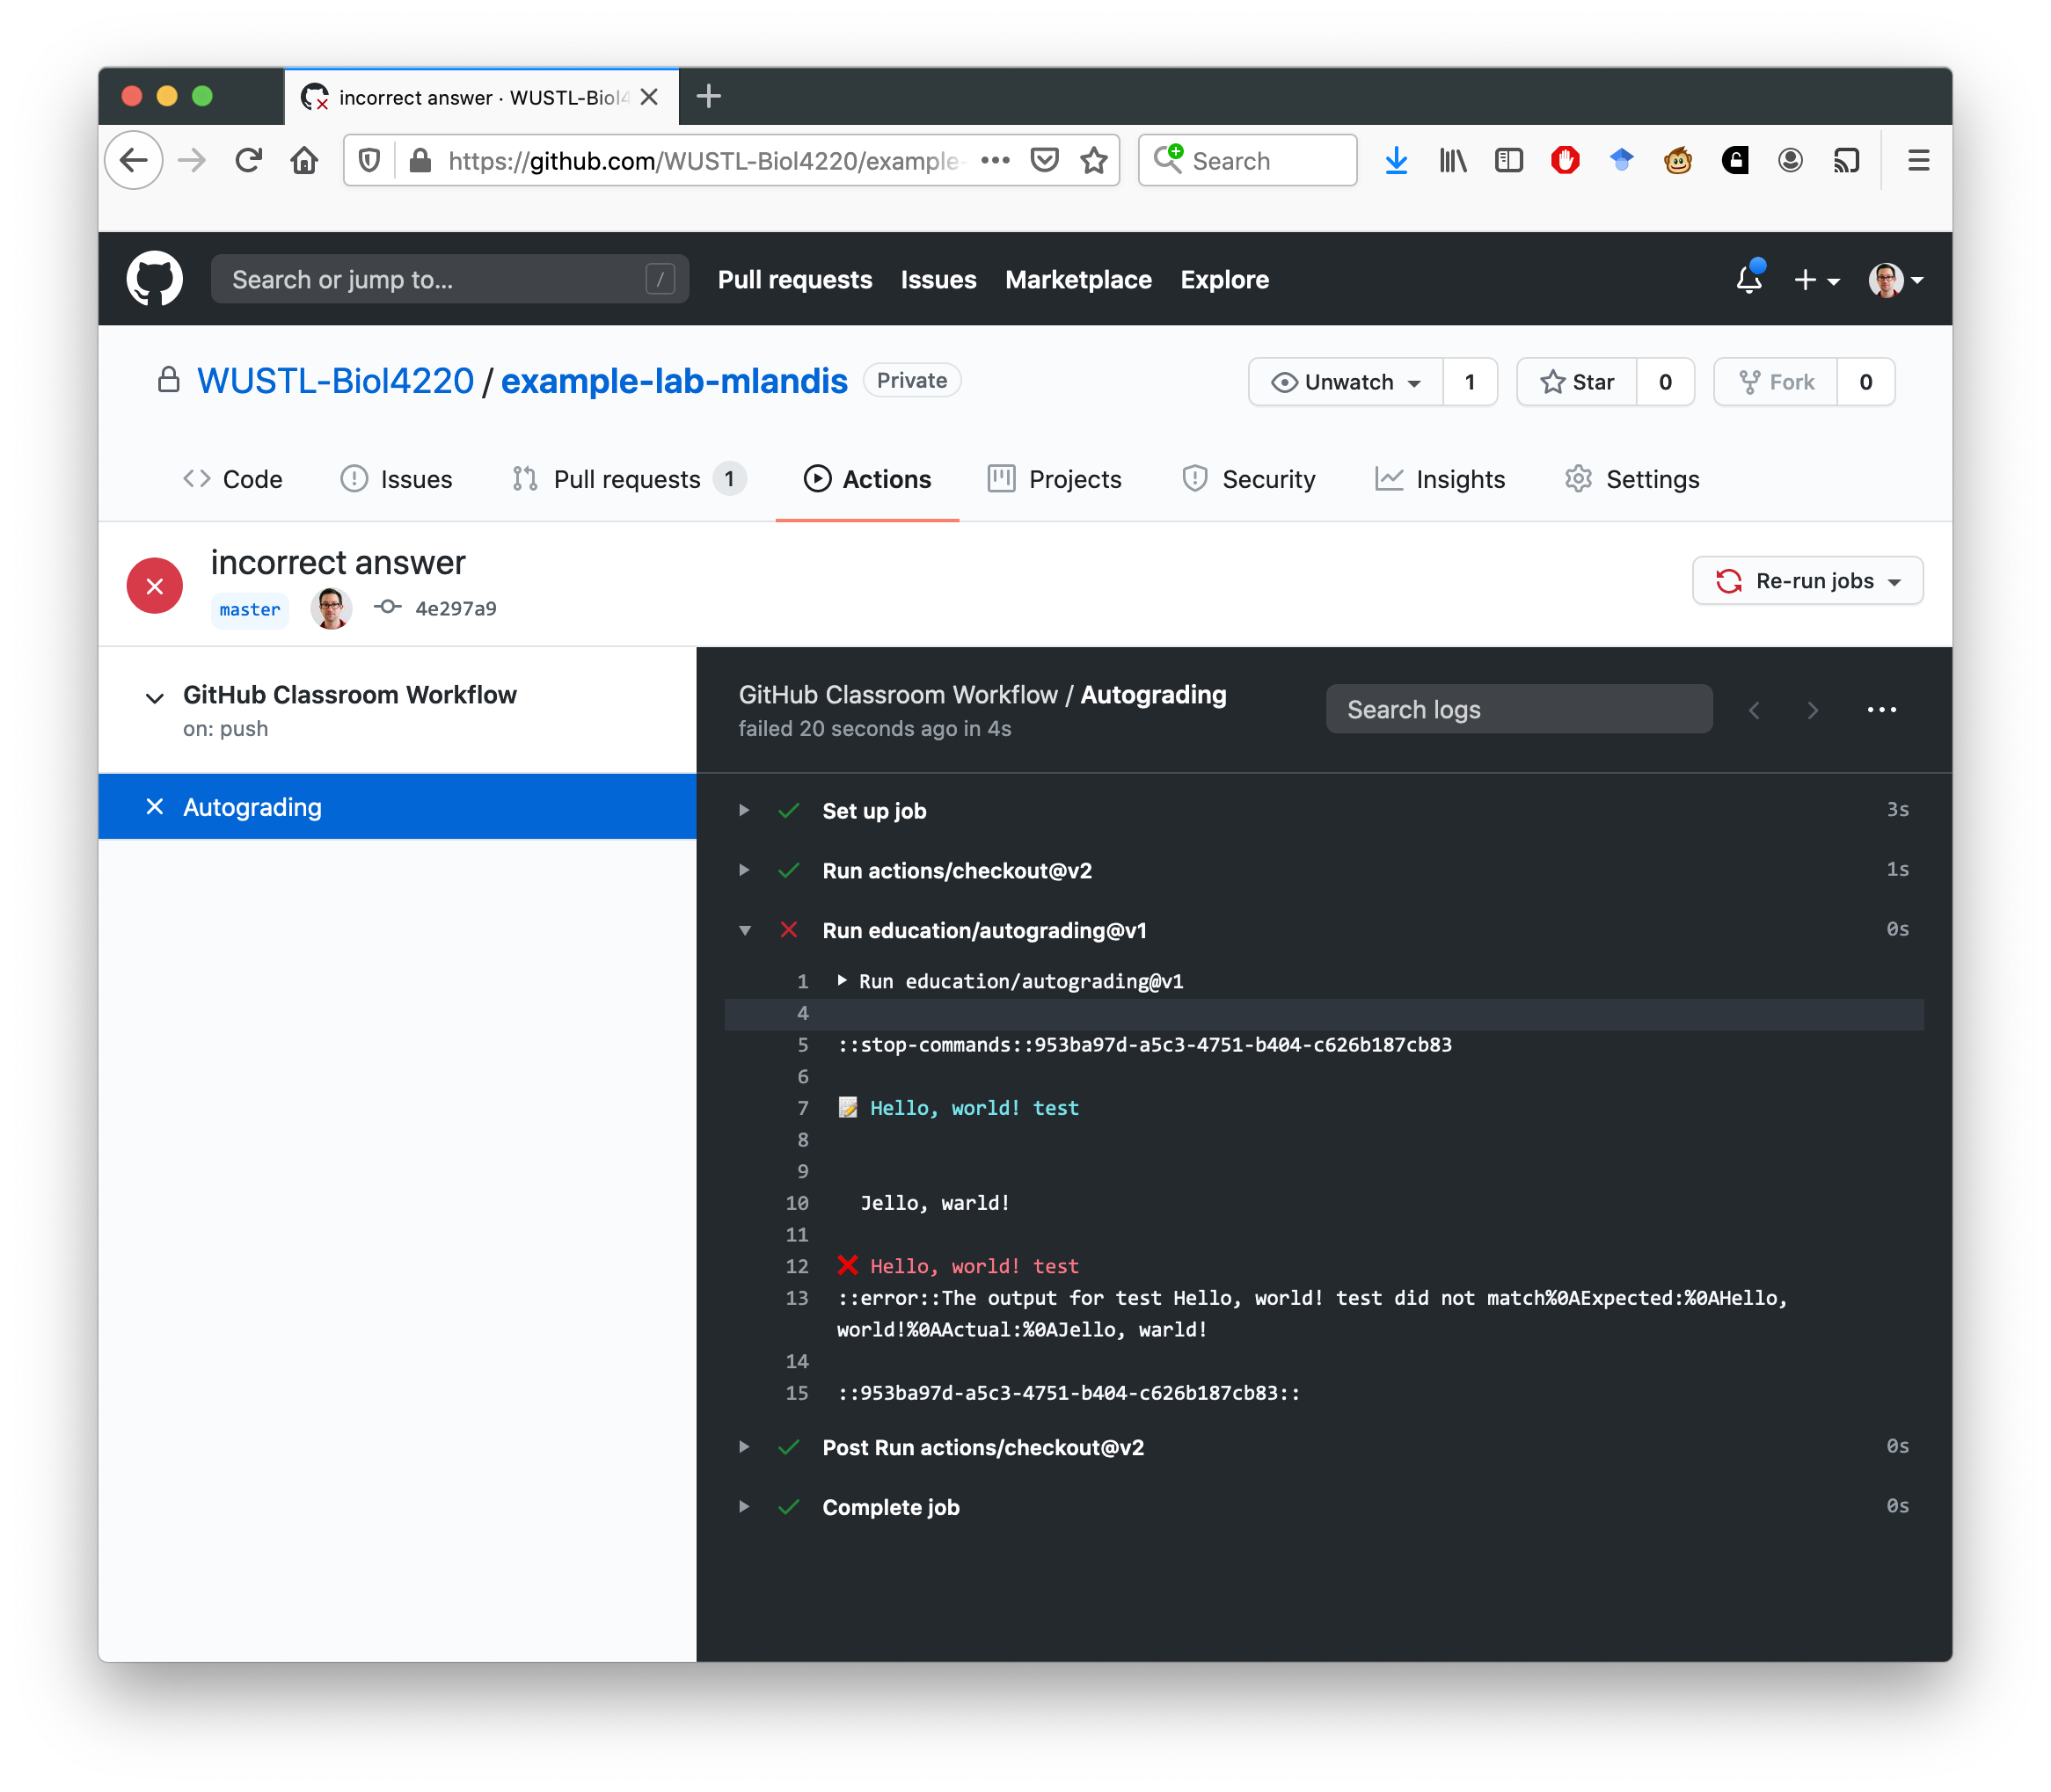 incorrect answer · WUSTL-Biol4
https://github.com/WUSTL-Biol4220/example-
Search
Search or jump to...
/
Pull requests
Issues
Marketplace
Explore
WUSTL-Biol4220 / example-lab-mlandis
Private
Unwatch 1
Star 0
Fork 0
Code
Issues
Pull requests 1
Actions
Projects
Security
Insights
Settings
incorrect answer
master
4e297a9
Re-run jobs
GitHub Classroom Workflow
on: push
Autograding
GitHub Classroom Workflow / Autograding
failed 20 seconds ago in 4s
Search logs
Set up job 3s
Run actions/checkout@v2 1s
Run education/autograding@v1 0s
1 Run education/autograding@v1
4
5 ::stop-commands::953ba97d-a5c3-4751-b404-c626b187cb83
6
7 📝 Hello, world! test
8
9
10 Jello, warld!
11
12 ❌ Hello, world! test
13 ::error::The output for test Hello, world! test did not match%0AExpected:%0AHello,
world!%0AActual:%0AJello, warld!
14
15 ::953ba97d-a5c3-4751-b404-c626b187cb83::
Post Run actions/checkout@v2 0s
Complete job 0s